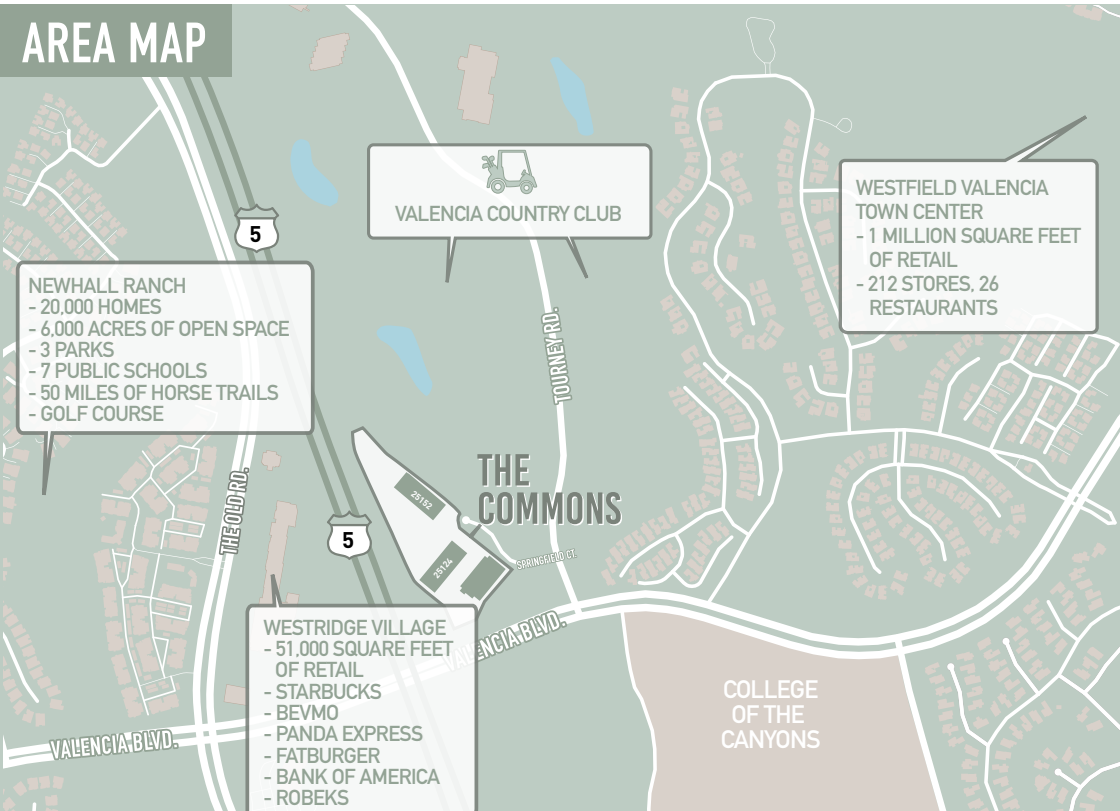 AREA MAP
5
VALENCIA COUNTRY CLUB
WESTFIELD VALENCIA
TOWN CENTER
- 1 MILLION SQUARE FEET
OF RETAIL
- 212 STORES, 26
RESTAURANTS
NEWHALL RANCH
- 20,000 HOMES
- 6,000 ACRES OF OPEN SPACE
- 3 PARKS
- 7 PUBLIC SCHOOLS
- 50 MILES OF HORSE TRAILS
- GOLF COURSE
TOURNEY RD.
THE OLD RD.
THE
COMMONS
25152
5
25124
SPRINGFIELD CT.
VALENCIA BLVD.
WESTRIDGE VILLAGE
- 51,000 SQUARE FEET
OF RETAIL
- STARBUCKS
- BEVMO
- PANDA EXPRESS
- FATBURGER
- BANK OF AMERICA
- ROBEKS
COLLEGE
OF THE
CANYONS
VALENCIA BLVD.